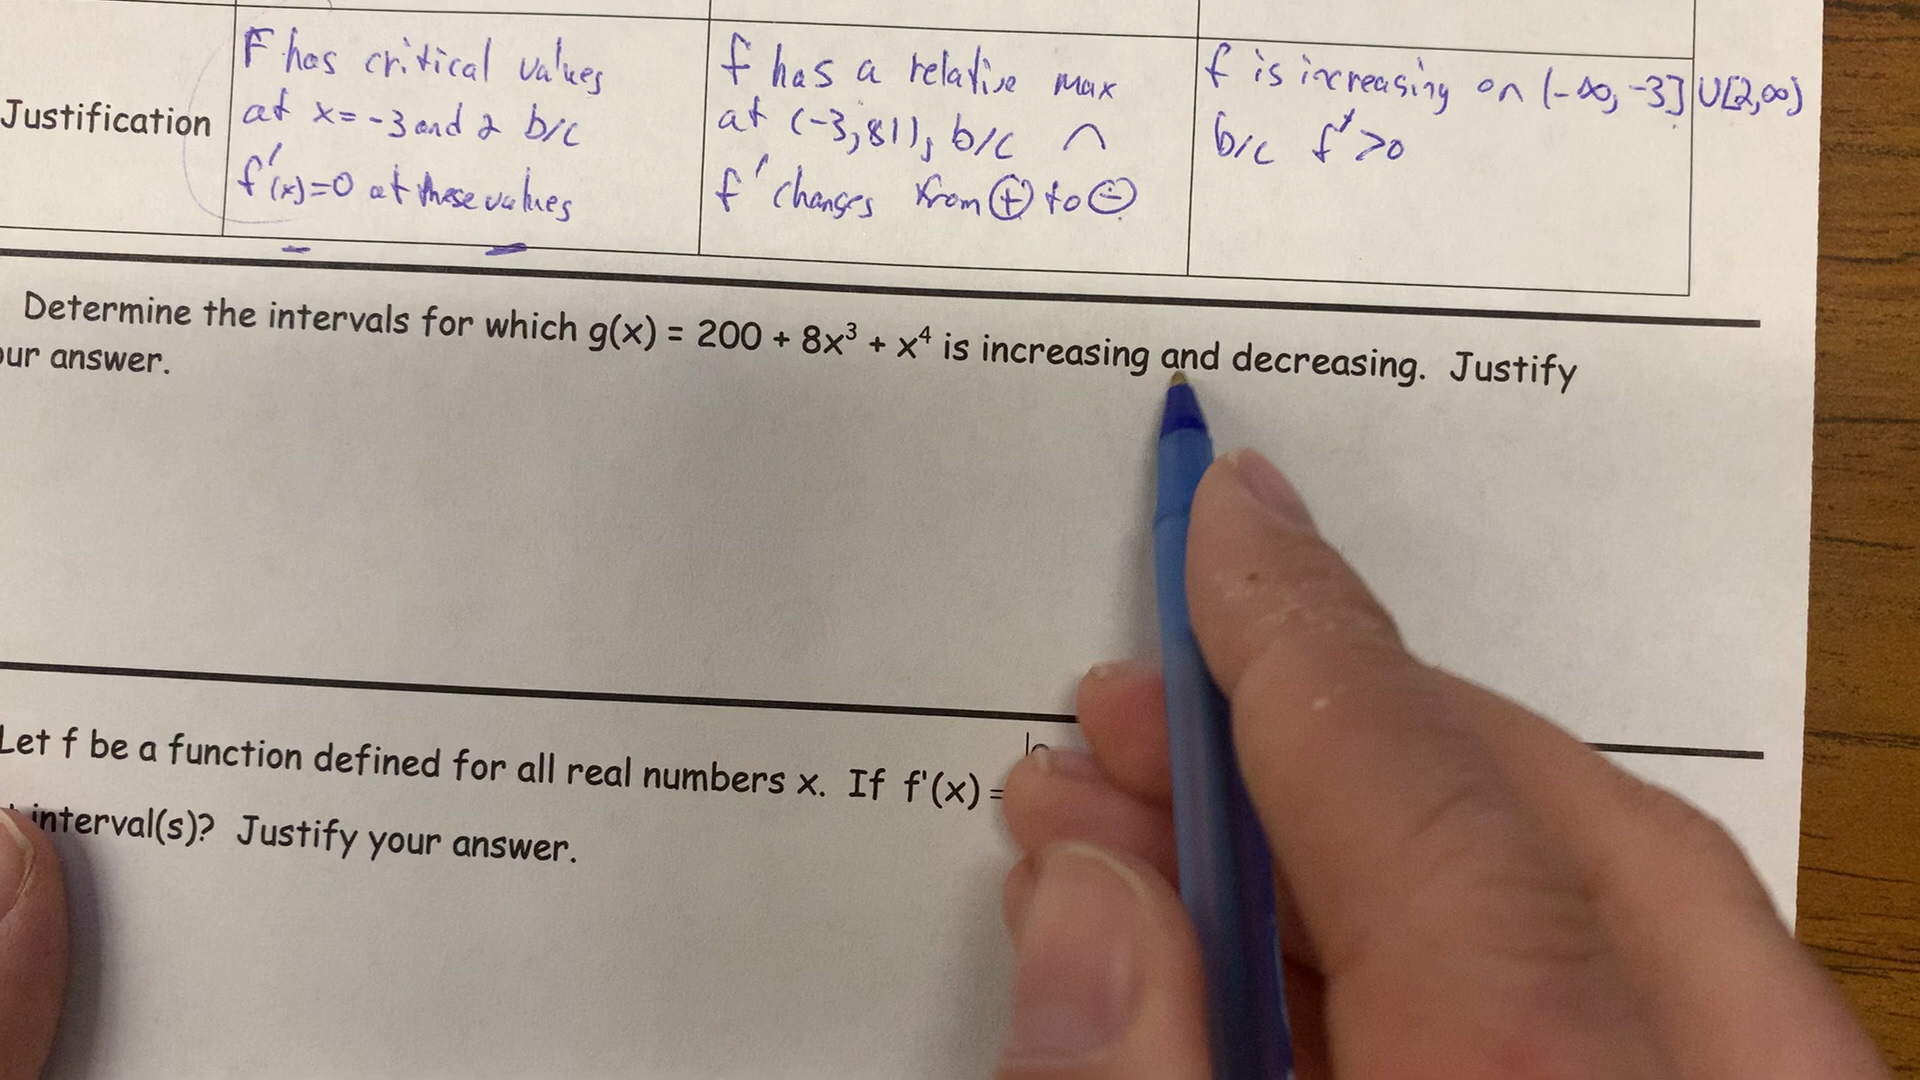 F has critical values
at x = -3 and 2 b/c
f'(x)=0 at these values
f has a relative max
at (-3,81), b/c ⌒
f' changes from ⊕ to ⊖
f is increasing on (-∞, -3] U[2,∞)
b/c f'>0
Justification
Determine the intervals for which g(x) = 200 + 8x³ + x⁴ is increasing and decreasing. Justify
our answer.
Let f be a function defined for all real numbers x. If f'(x) =
interval(s)? Justify your answer.